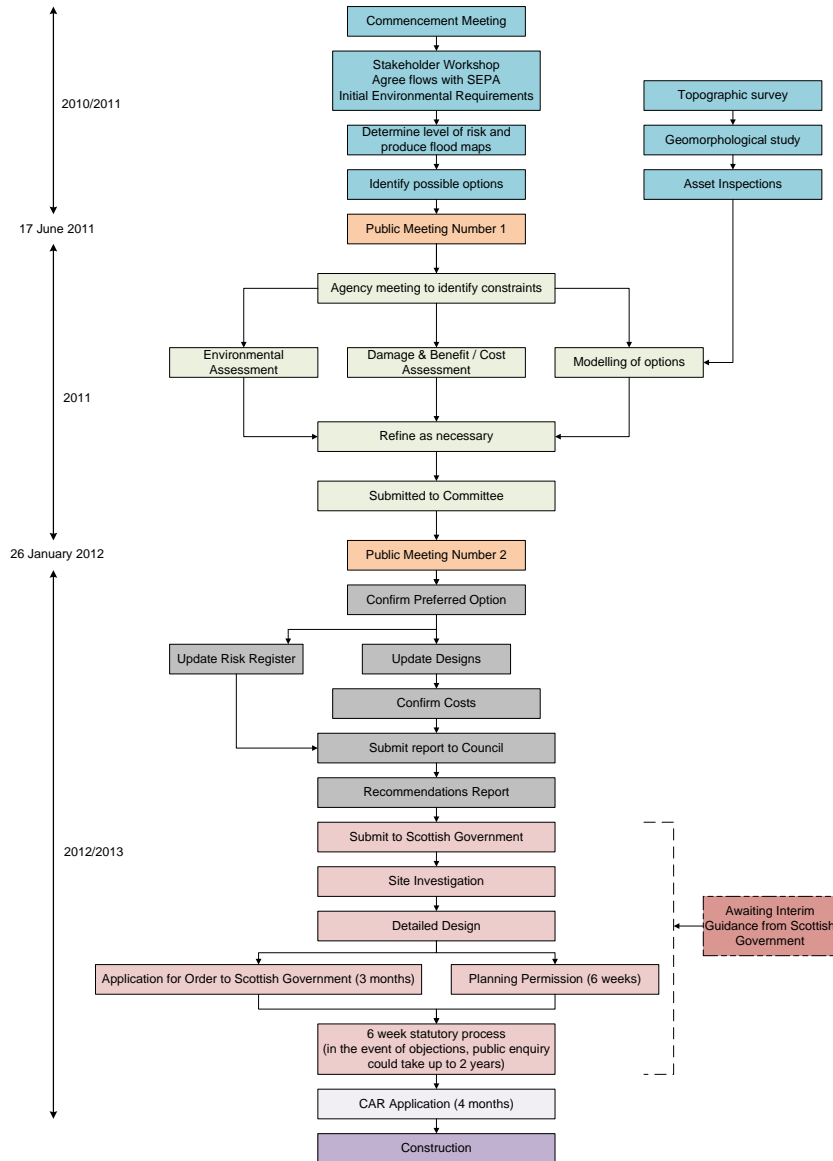 Commencement Meeting
Stakeholder Workshop
Agree flows with SEPA
Initial Environmental Requirements
Topographic survey
2010/2011
Determine level of risk and
produce flood maps
Geomorphological study
Identify possible options
Asset Inspections
17 June 2011
Public Meeting Number 1
Agency meeting to identify constraints
Environmental
Assessment
Damage & Benefit / Cost
Assessment
Modelling of options
2011
Refine as necessary
Submitted to Committee
26 January 2012
Public Meeting Number 2
Confirm Preferred Option
Update Risk Register
Update Designs
Confirm Costs
Submit report to Council
Recommendations Report
Submit to Scottish Government
2012/2013
Site Investigation
Detailed Design
Awaiting Interim
Guidance from Scottish
Government
Application for Order to Scottish Government (3 months)
Planning Permission (6 weeks)
6 week statutory process
(in the event of objections, public enquiry
could take up to 2 years)
CAR Application (4 months)
Construction